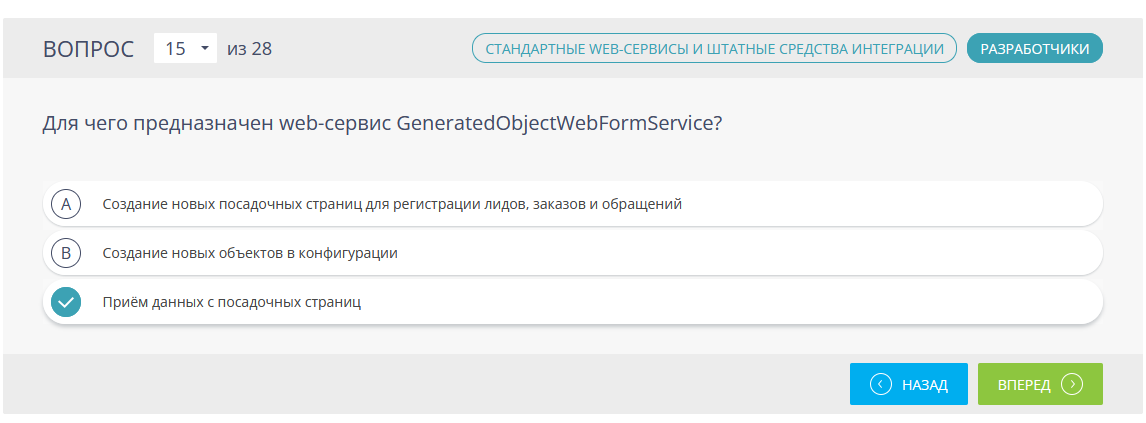 ВОПРОС 15 из 28 СТАНДАРТНЫЕ WEB-СЕРВИСЫ И ШТАТНЫЕ СРЕДСТВА ИНТЕГРАЦИИ РАЗРАБОТЧИКИ
Для чего предназначен web-сервис GeneratedObjectWebFormService?
A Создание новых посадочных страниц для регистрации лидов, заказов и обращений
B Создание новых объектов в конфигурации
Приём данных с посадочных страниц
НАЗАД ВПЕРЕД